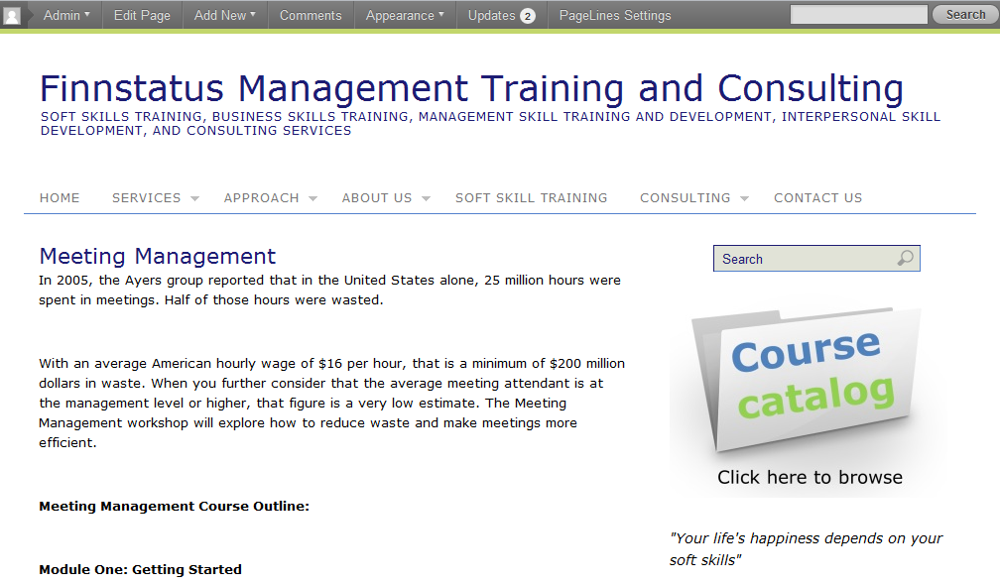 Admin Edit Page Add New Comments Appearance Updates 2 PageLines Settings Search
Finnstatus Management Training and Consulting
SOFT SKILLS TRAINING, BUSINESS SKILLS TRAINING, MANAGEMENT SKILL TRAINING AND DEVELOPMENT, INTERPERSONAL SKILL
DEVELOPMENT, AND CONSULTING SERVICES
HOME SERVICES APPROACH ABOUT US SOFT SKILL TRAINING CONSULTING CONTACT US
Meeting Management
In 2005, the Ayers group reported that in the United States alone, 25 million hours were
spent in meetings. Half of those hours were wasted.
With an average American hourly wage of $16 per hour, that is a minimum of $200 million
dollars in waste. When you further consider that the average meeting attendant is at
the management level or higher, that figure is a very low estimate. The Meeting
Management workshop will explore how to reduce waste and make meetings more
efficient.
Meeting Management Course Outline:
Module One: Getting Started
Search
Course
catalog
Click here to browse
"Your life's happiness depends on your
soft skills"